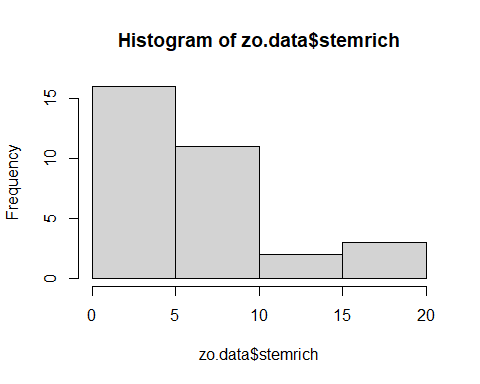 Histogram of zo.data$stemrich
Frequency
15
10
5
0
0 5 10 15 20
zo.data$stemrich